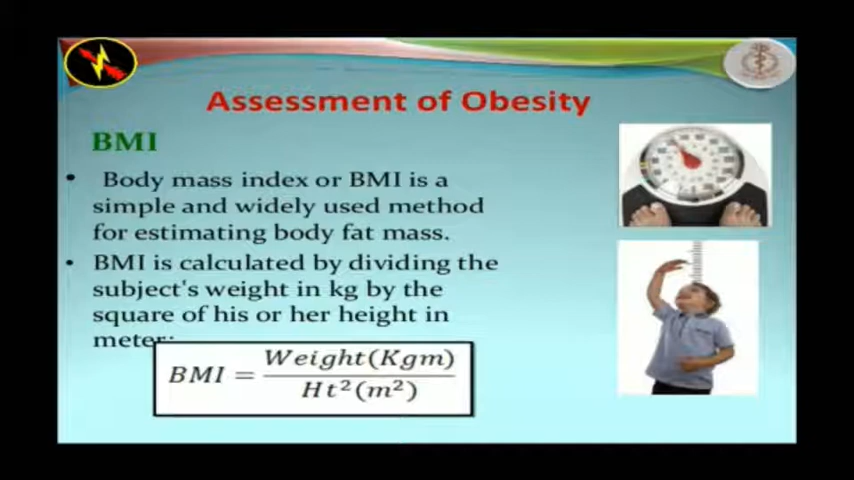 Assessment of Obesity
BMI
• Body mass index or BMI is a
simple and widely used method
for estimating body fat mass.
• BMI is calculated by dividing the
subject's weight in kg by the
square of his or her height in
meter:
BMI = Weight(Kgm) / Ht²(m²)